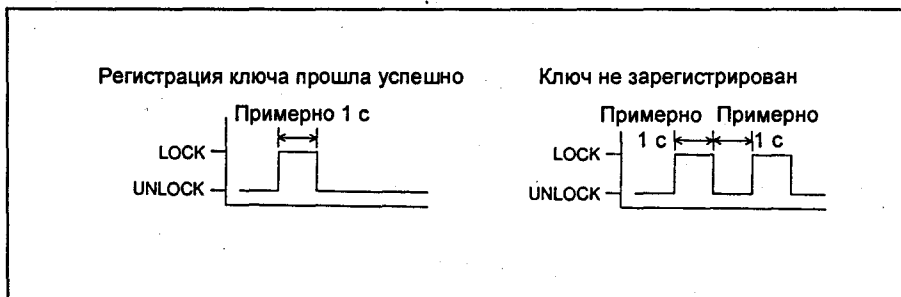 Регистрация ключа прошла успешно
Примерно 1 с
LOCK
UNLOCK
Ключ не зарегистрирован
Примерно Примерно
1 с 1 с
LOCK
UNLOCK